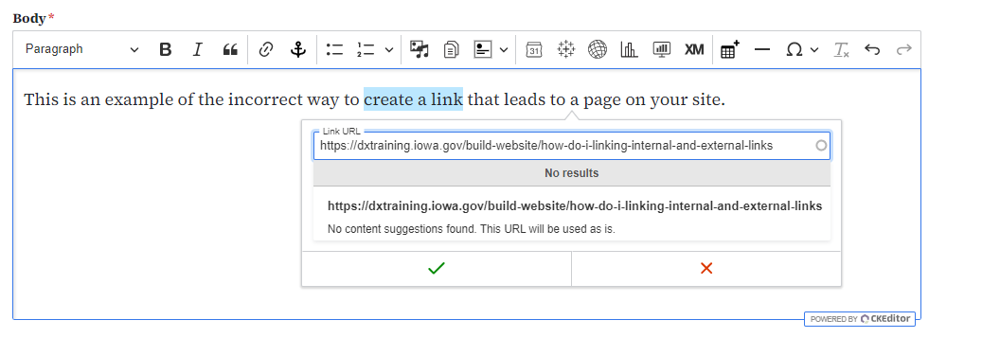 Body*
Paragraph B I 31 XM Ω Tx
This is an example of the incorrect way to create a link that leads to a page on your site.
Link URL
https://dxtraining.iowa.gov/build-website/how-do-i-linking-internal-and-external-links
No results
https://dxtraining.iowa.gov/build-website/how-do-i-linking-internal-and-external-links
No content suggestions found. This URL will be used as is.
POWERED BY CKEditor